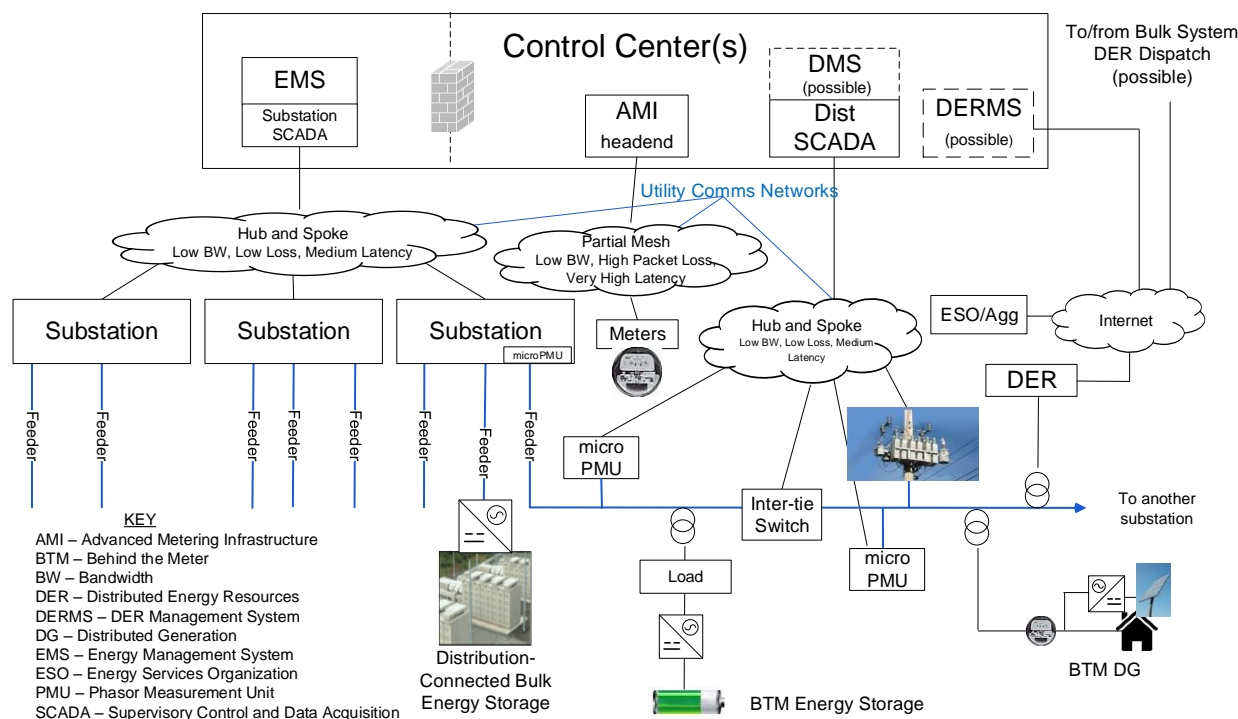 Control Center(s)
To/from Bulk System
DER Dispatch
(possible)
EMS
Substation
SCADA
AMI
headend
DMS
(possible)
Dist
SCADA
DERMS
(possible)
Utility Comms Networks
Hub and Spoke
Low BW, Low Loss, Medium Latency
Partial Mesh
Low BW, High Packet Loss,
Very High Latency
Hub and Spoke
Low BW, Low Loss, Medium
Latency
ESO/Agg
Internet
Substation
Substation
Substation
microPMU
Meters
DER
Feeder
Feeder
Feeder
Feeder
Feeder
Feeder
Feeder
Feeder
micro
PMU
Inter-tie
Switch
micro
PMU
To another
substation
Load
KEY
AMI – Advanced Metering Infrastructure
BTM – Behind the Meter
BW – Bandwidth
DER – Distributed Energy Resources
DERMS – DER Management System
DG – Distributed Generation
EMS – Energy Management System
ESO – Energy Services Organization
PMU – Phasor Measurement Unit
SCADA – Supervisory Control and Data Acquisition
Distribution-
Connected Bulk
Energy Storage
BTM Energy Storage
BTM DG